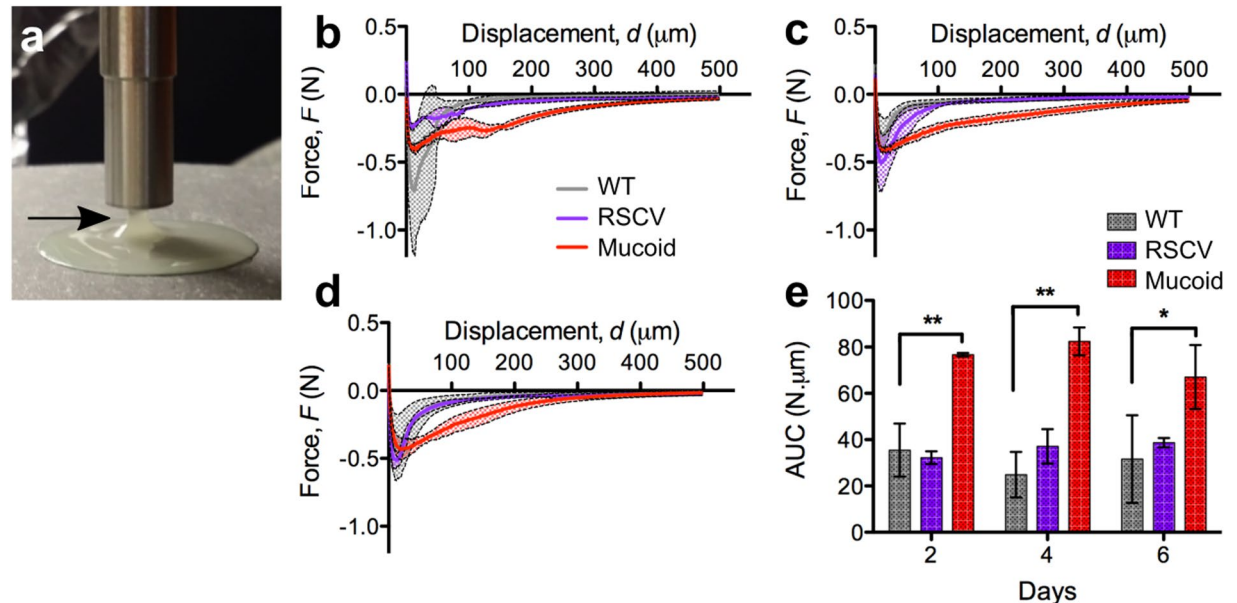 a
b
0.5
Displacement, d (μm)
100 200 300 400 500
0.0
-0.5
-1.0
Force, F (N)
WT
RSCV
Mucoid
c
0.5
Displacement, d (μm)
100 200 300 400 500
0.0
-0.5
-1.0
Force, F (N)
WT
RSCV
Mucoid
d
0.5
Displacement, d (μm)
100 200 300 400 500
0.0
-0.5
-1.0
Force, F (N)
e
100
80
60
40
20
0
AUC (N.μm)
** ** *
2 4 6
Days